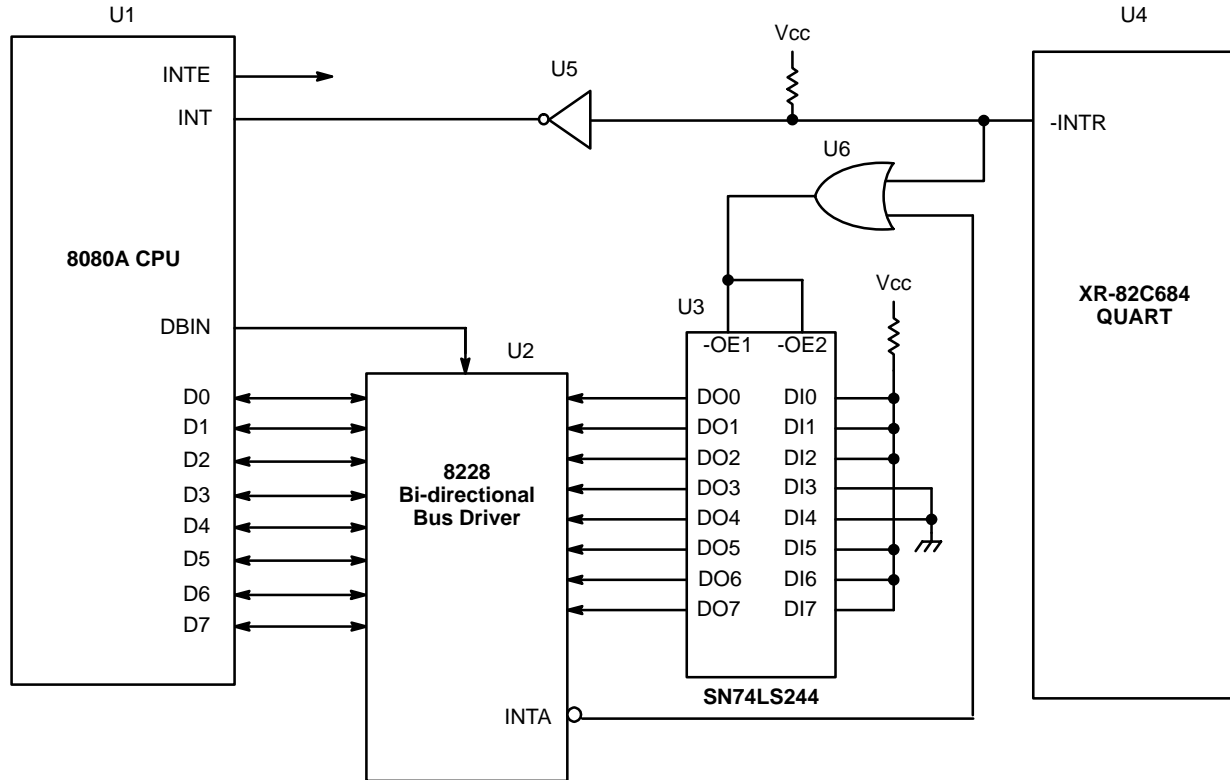 U1
U4
Vcc
U5
INTE
INT
-INTR
U6
8080A CPU
Vcc
XR-82C684
QUART
U3
DBIN
U2
-OE1
-OE2
D0
D1
D2
D3
D4
D5
D6
D7
8228
Bi-directional
Bus Driver
DO0
DI0
DO1
DI1
DO2
DI2
DO3
DI3
DO4
DI4
DO5
DI5
DO6
DI6
DO7
DI7
SN74LS244
INTA